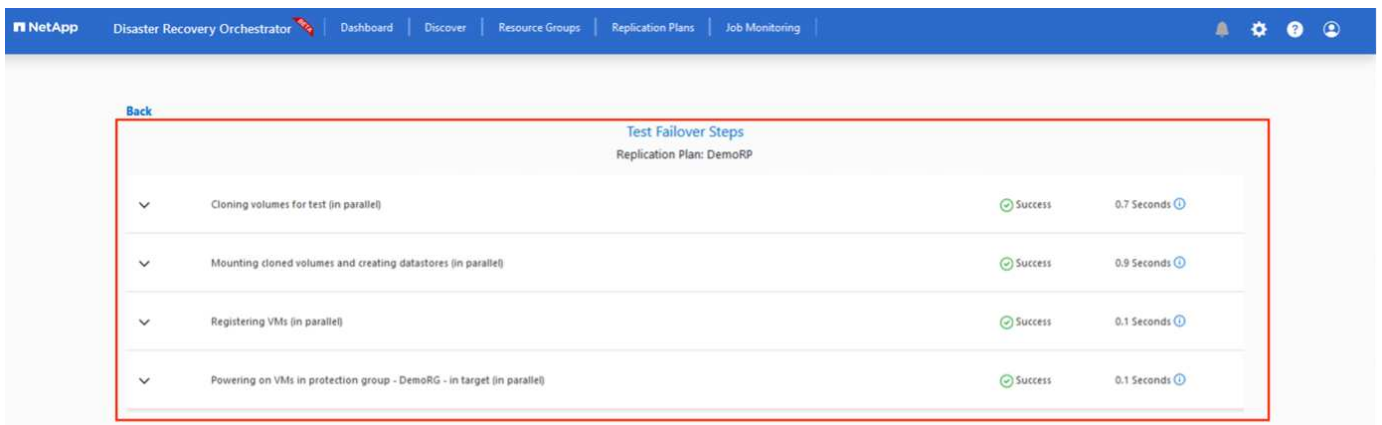 NetApp Disaster Recovery Orchestrator BETA Dashboard Discover Resource Groups Replication Plans Job Monitoring
Back
Test Failover Steps
Replication Plan: DemoRP
Cloning volumes for test (in parallel) Success 0.7 Seconds
Mounting cloned volumes and creating datastores (in parallel) Success 0.9 Seconds
Registering VMs (in parallel) Success 0.1 Seconds
Powering on VMs in protection group - DemoRG - in target (in parallel) Success 0.1 Seconds